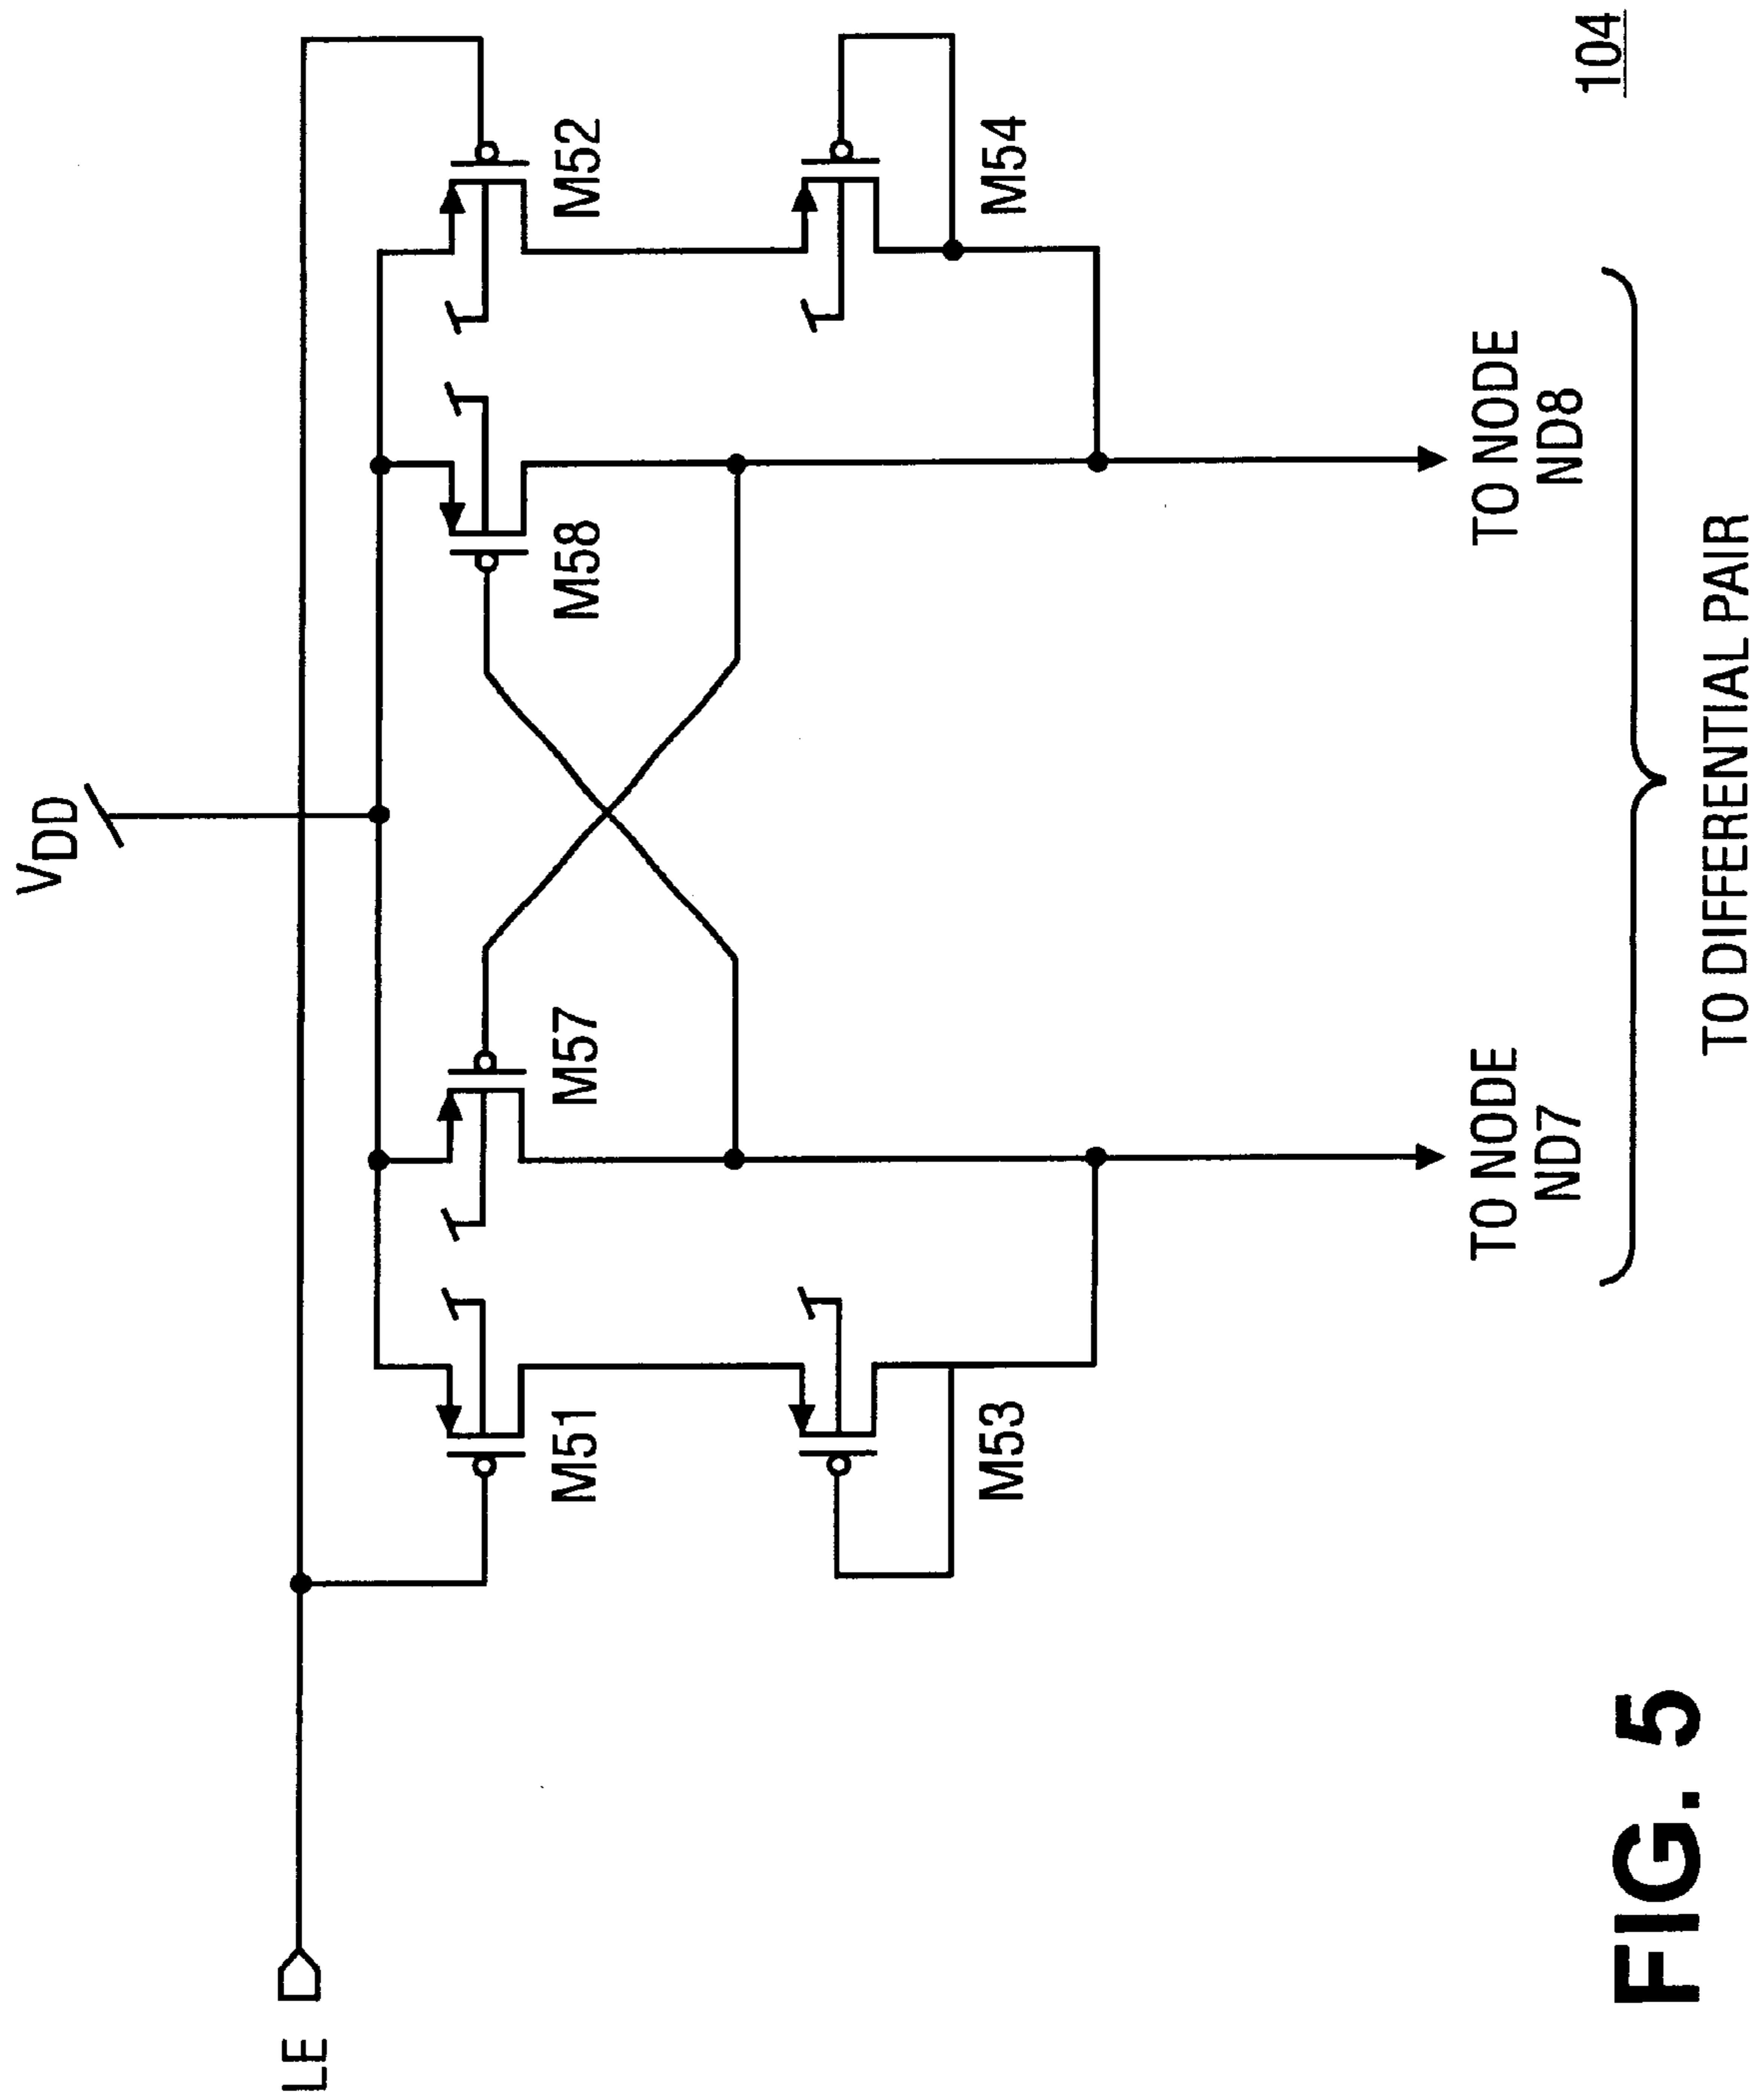 LE
VDD
M51
M57
M58
M52
M53
M54
TO NODE
ND7
TO NODE
ND8
TO DIFFERENTIAL PAIR
104
FIG. 5